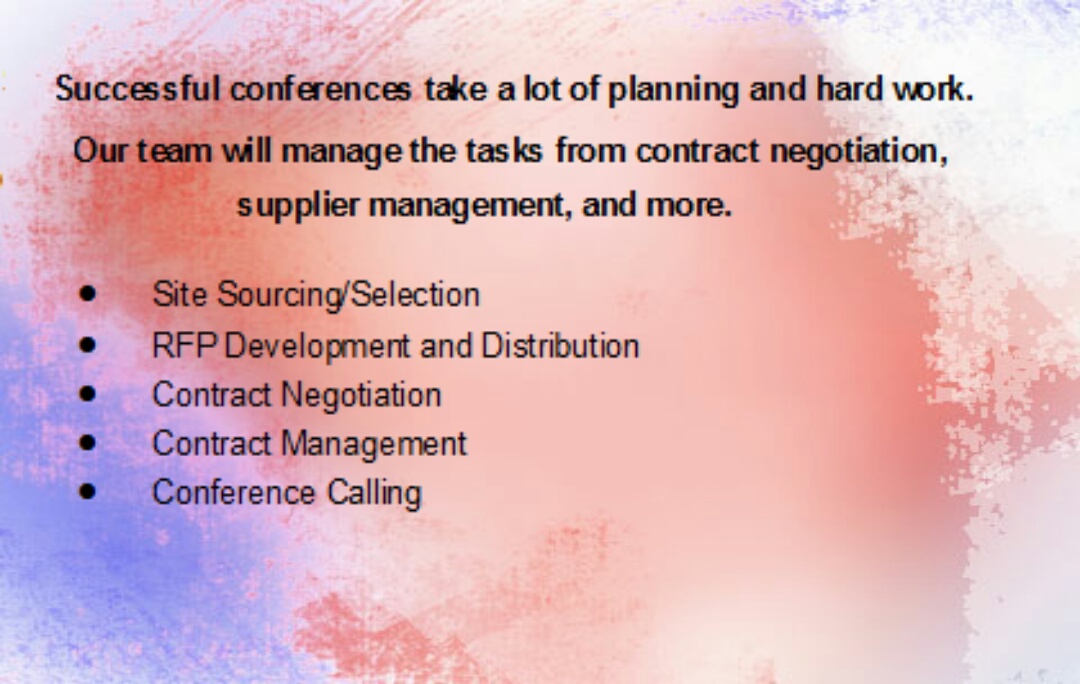 Successful conferences take a lot of planning and hard work.
Our team will manage the tasks from contract negotiation,
supplier management, and more.
● Site Sourcing/Selection
● RFP Development and Distribution
● Contract Negotiation
● Contract Management
● Conference Calling